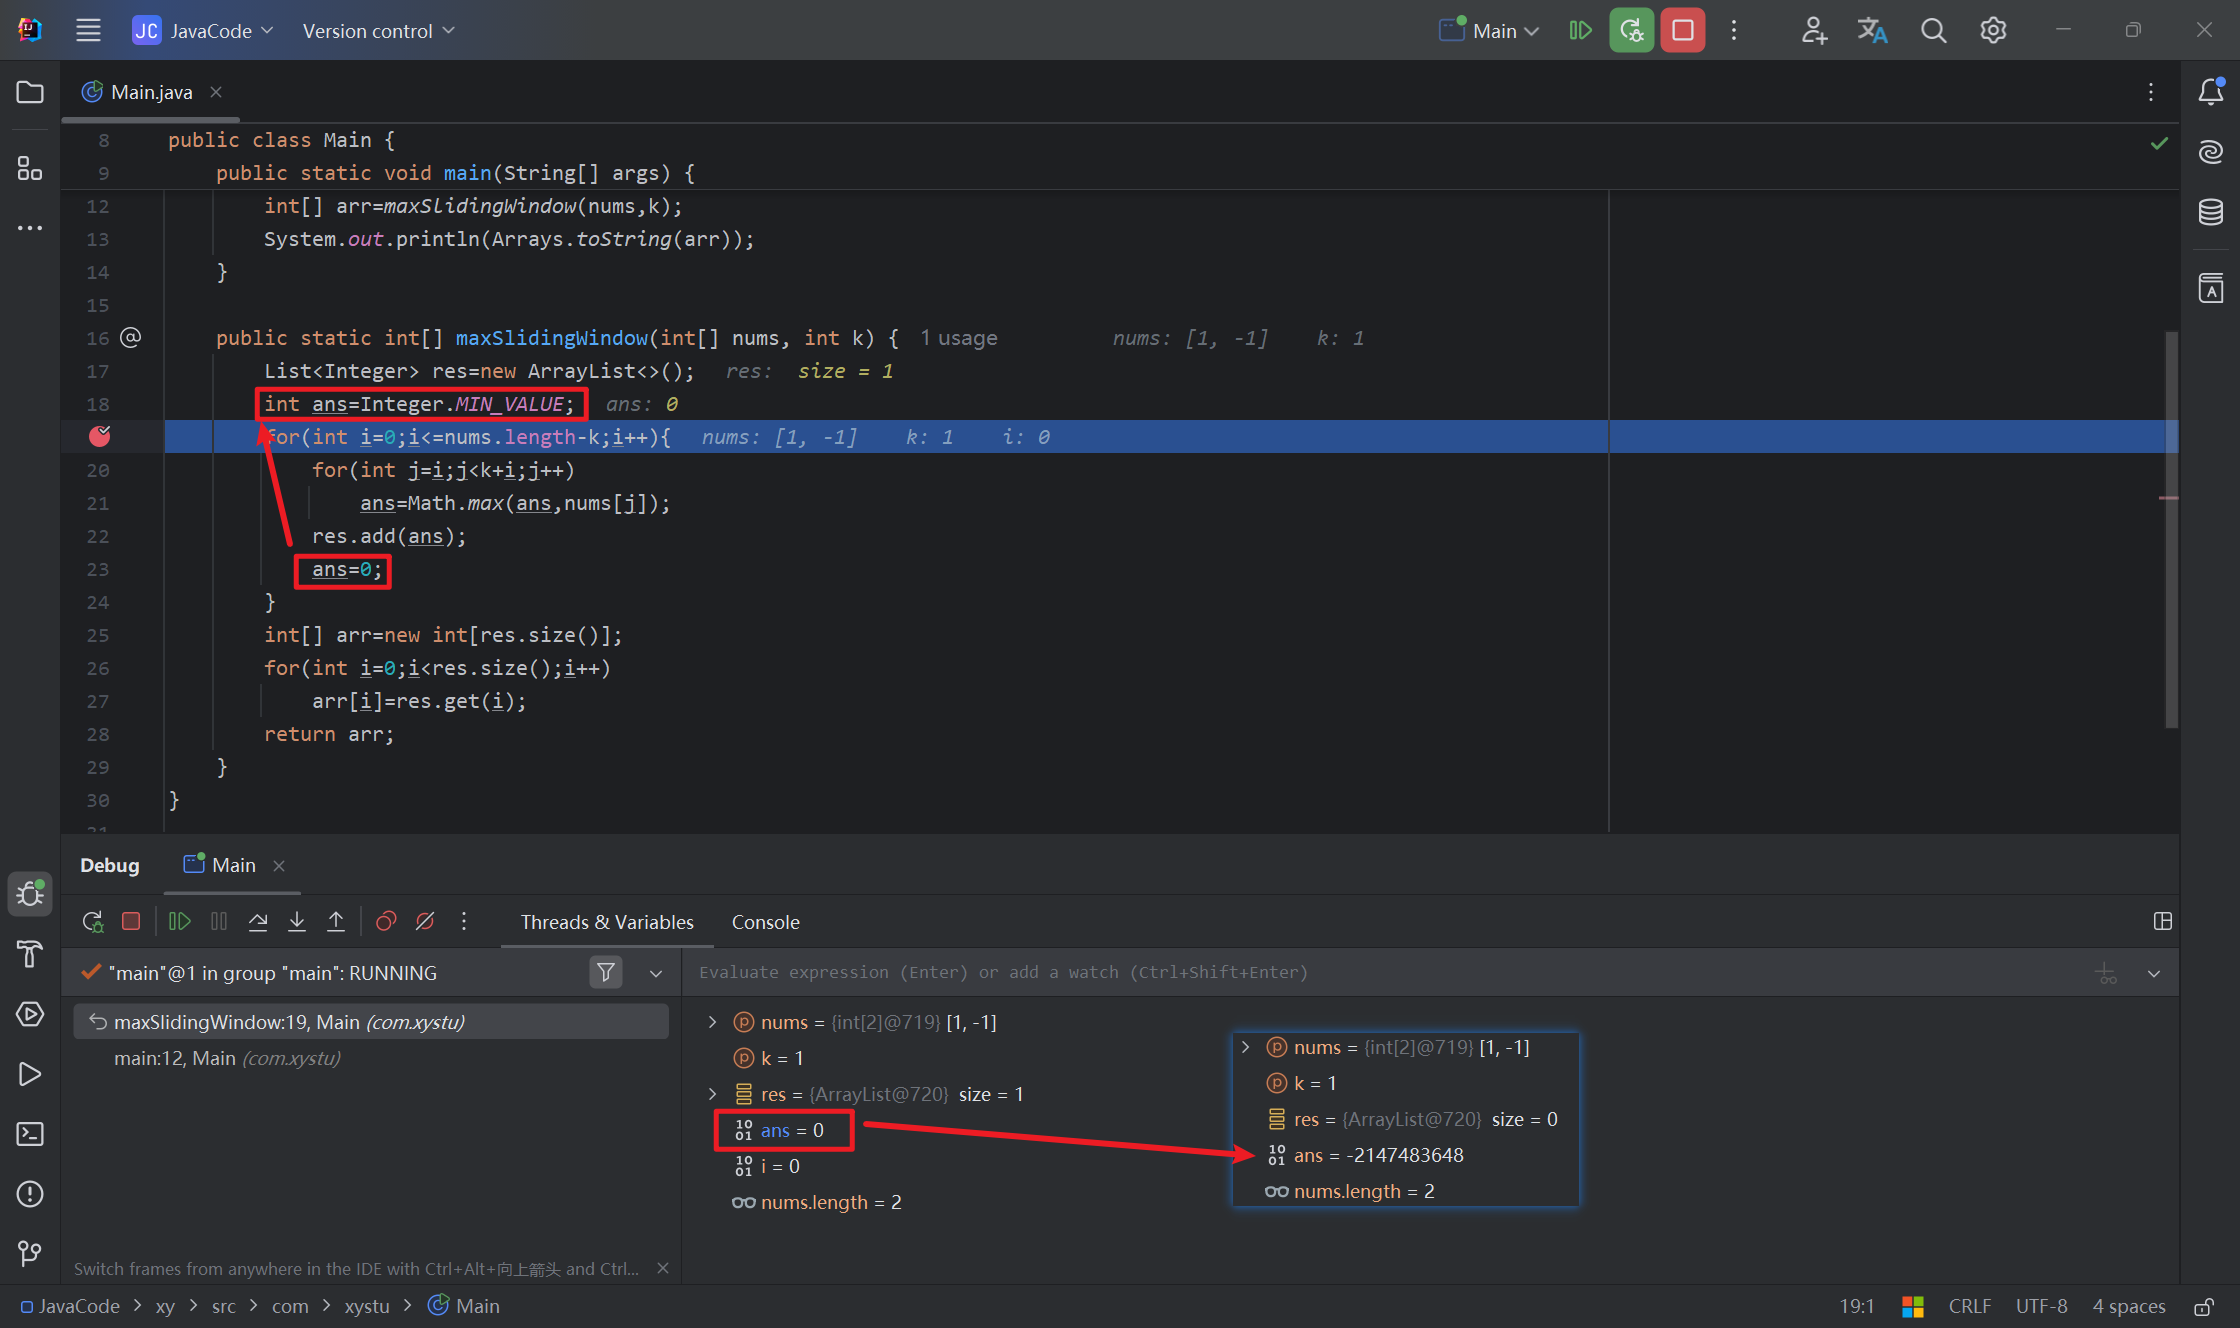 JC JavaCode Version control Main
Main.java
8 public class Main {
9 public static void main(String[] args) {
12 int[] arr=maxSlidingWindow(nums,k);
13 System.out.println(Arrays.toString(arr));
14 }
15
16 @ public static int[] maxSlidingWindow(int[] nums, int k) { 1 usage nums: [1, -1] k: 1
17 List<Integer> res=new ArrayList<>(); res: size = 1
18 int ans=Integer.MIN_VALUE; ans: 0
for(int i=0;i<=nums.length-k;i++){ nums: [1, -1] k: 1 i: 0
20 for(int j=i;j<k+i;j++)
21 ans=Math.max(ans,nums[j]);
22 res.add(ans);
23 ans=0;
24 }
25 int[] arr=new int[res.size()];
26 for(int i=0;i<res.size();i++)
27 arr[i]=res.get(i);
28 return arr;
29 }
30 }
31
Debug Main
Threads & Variables Console
"main"@1 in group "main": RUNNING
Evaluate expression (Enter) or add a watch (Ctrl+Shift+Enter)
maxSlidingWindow:19, Main (com.xystu)
main:12, Main (com.xystu)
nums = {int[2]@719} [1, -1]
k = 1
res = {ArrayList@720} size = 1
ans = 0
i = 0
nums.length = 2
nums = {int[2]@719} [1, -1]
k = 1
res = {ArrayList@720} size = 0
ans = -2147483648
nums.length = 2
Switch frames from anywhere in the IDE with Ctrl+Alt+向上箭头 and Ctrl...
JavaCode > xy > src > com > xystu > Main
19:1 CRLF UTF-8 4 spaces